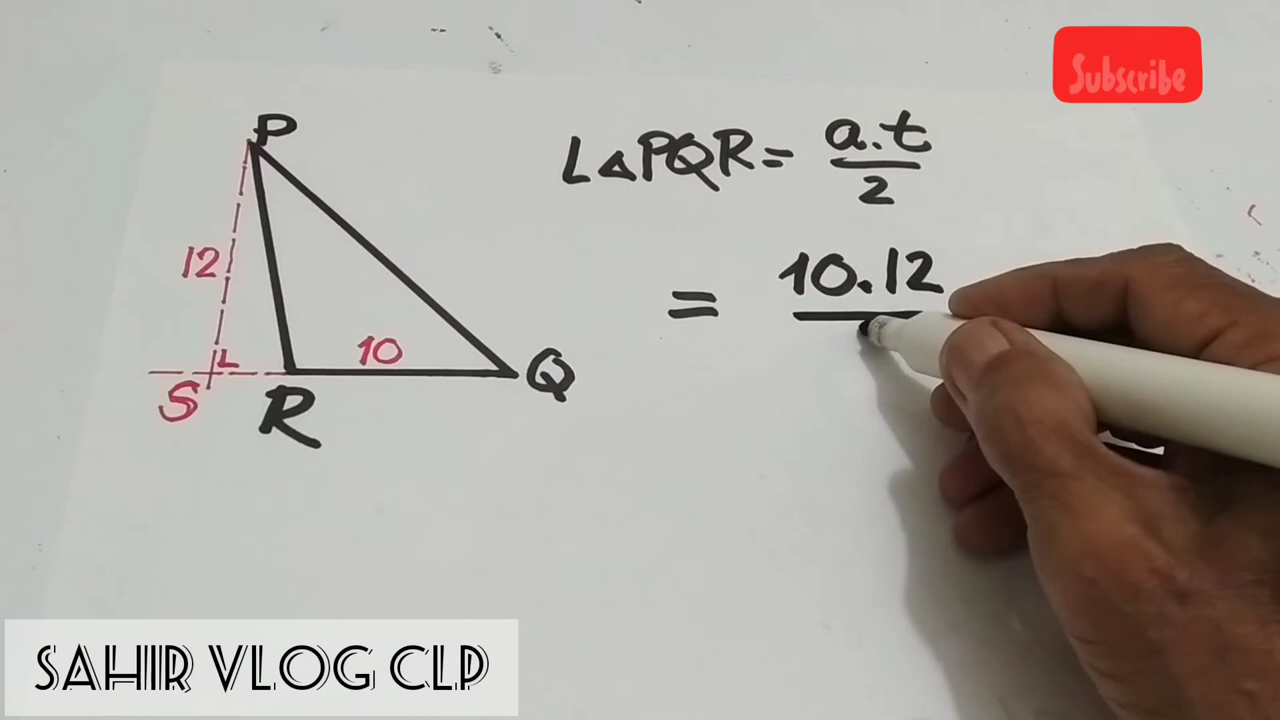 Subscribe
P
L△PQR = a.t
2
12
= 10.12
10
L
S
R
Q
SAHIR VLOG CLP